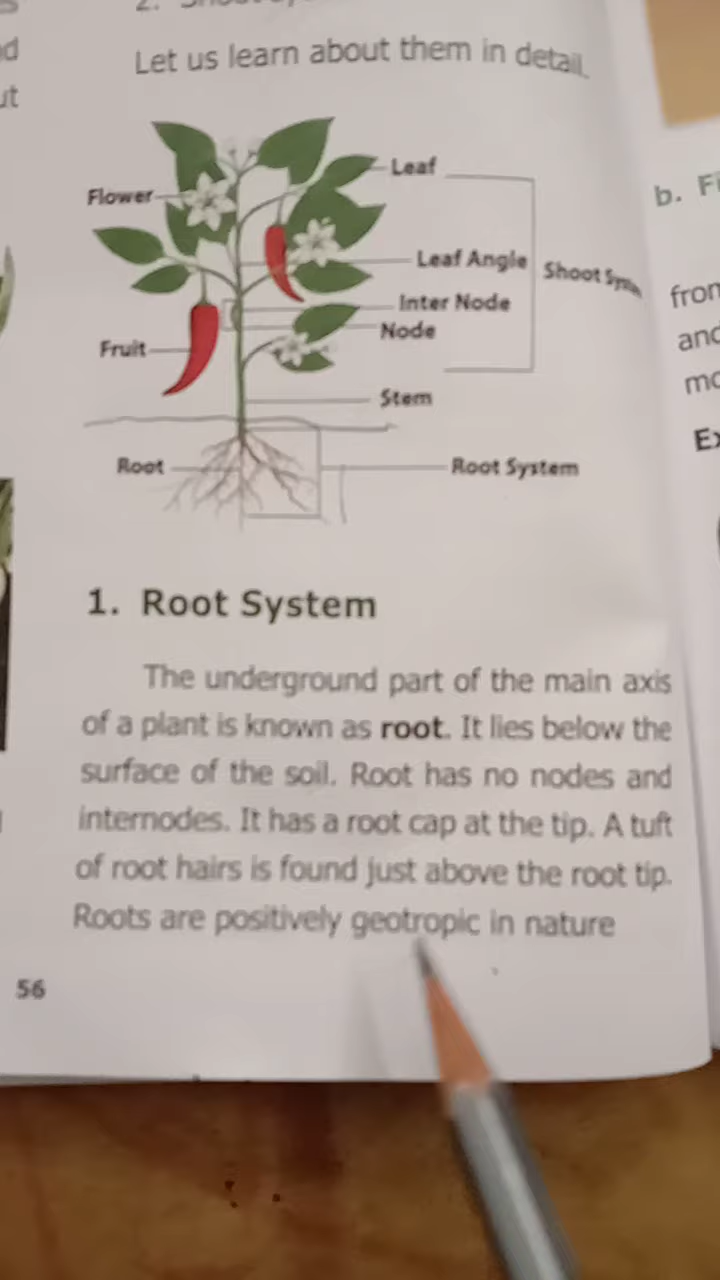 Let us learn about them in detail.
Leaf
Flower
Leaf Angle
Shoot
Inter Node
Node
Fruit
Stem
Root
Root System
1. Root System
The underground part of the main axis
of a plant is known as root. It lies below the
surface of the soil. Root has no nodes and
internodes. It has a root cap at the tip. A tuft
of root hairs is found just above the root tip.
Roots are positively geotropic in nature
56
b.